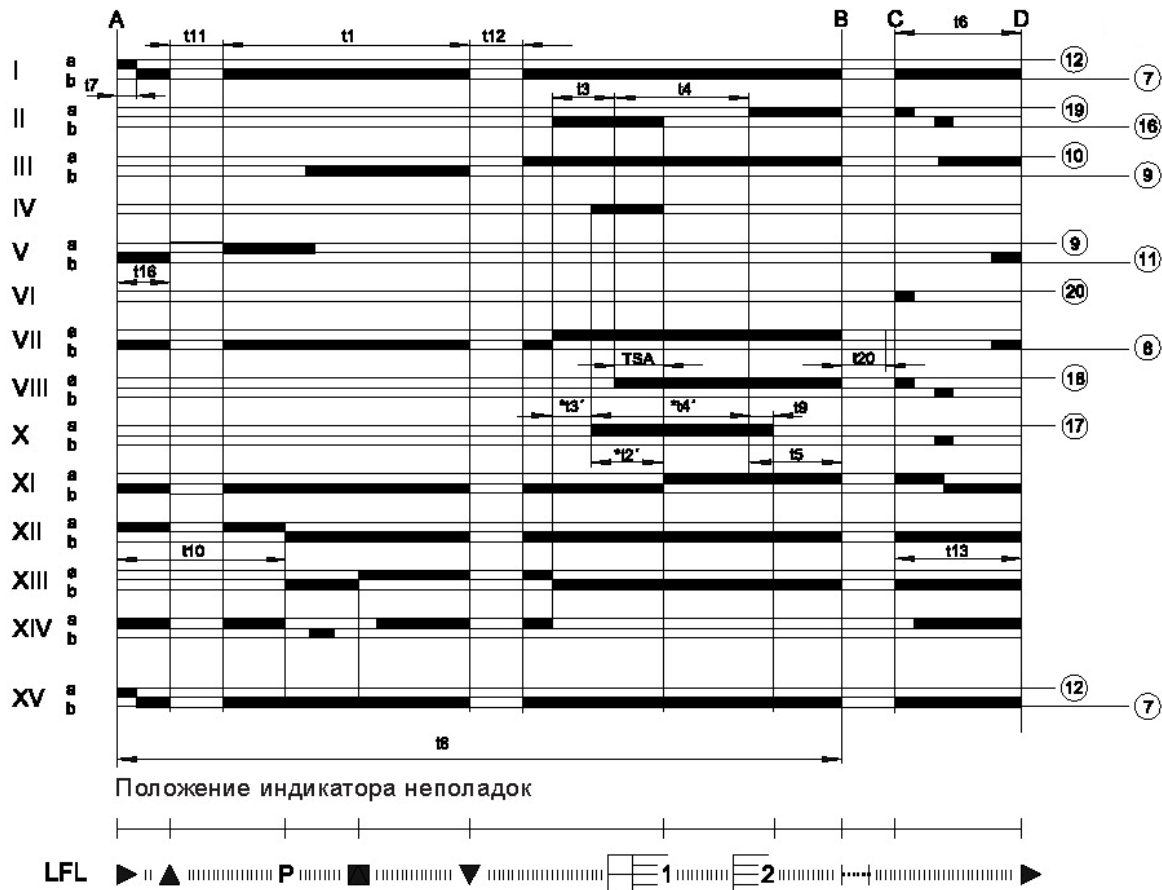 A B C D
t11 t1 t12 t6
I a b 12 7
t7
t3 t4
II a b 19 16
III a b 10 9
IV
V a b 9 11
t16
VI 20
VII a b 6
TSA t20
VIII a b 18
*t3´ *t4´ t9
X a b 17
*t2´ t5
XI a b
XII a b
t10 t13
XIII a b
XIV a b
XV a b 12 7
t6
Положение индикатора неполадок
LFL P 1 2